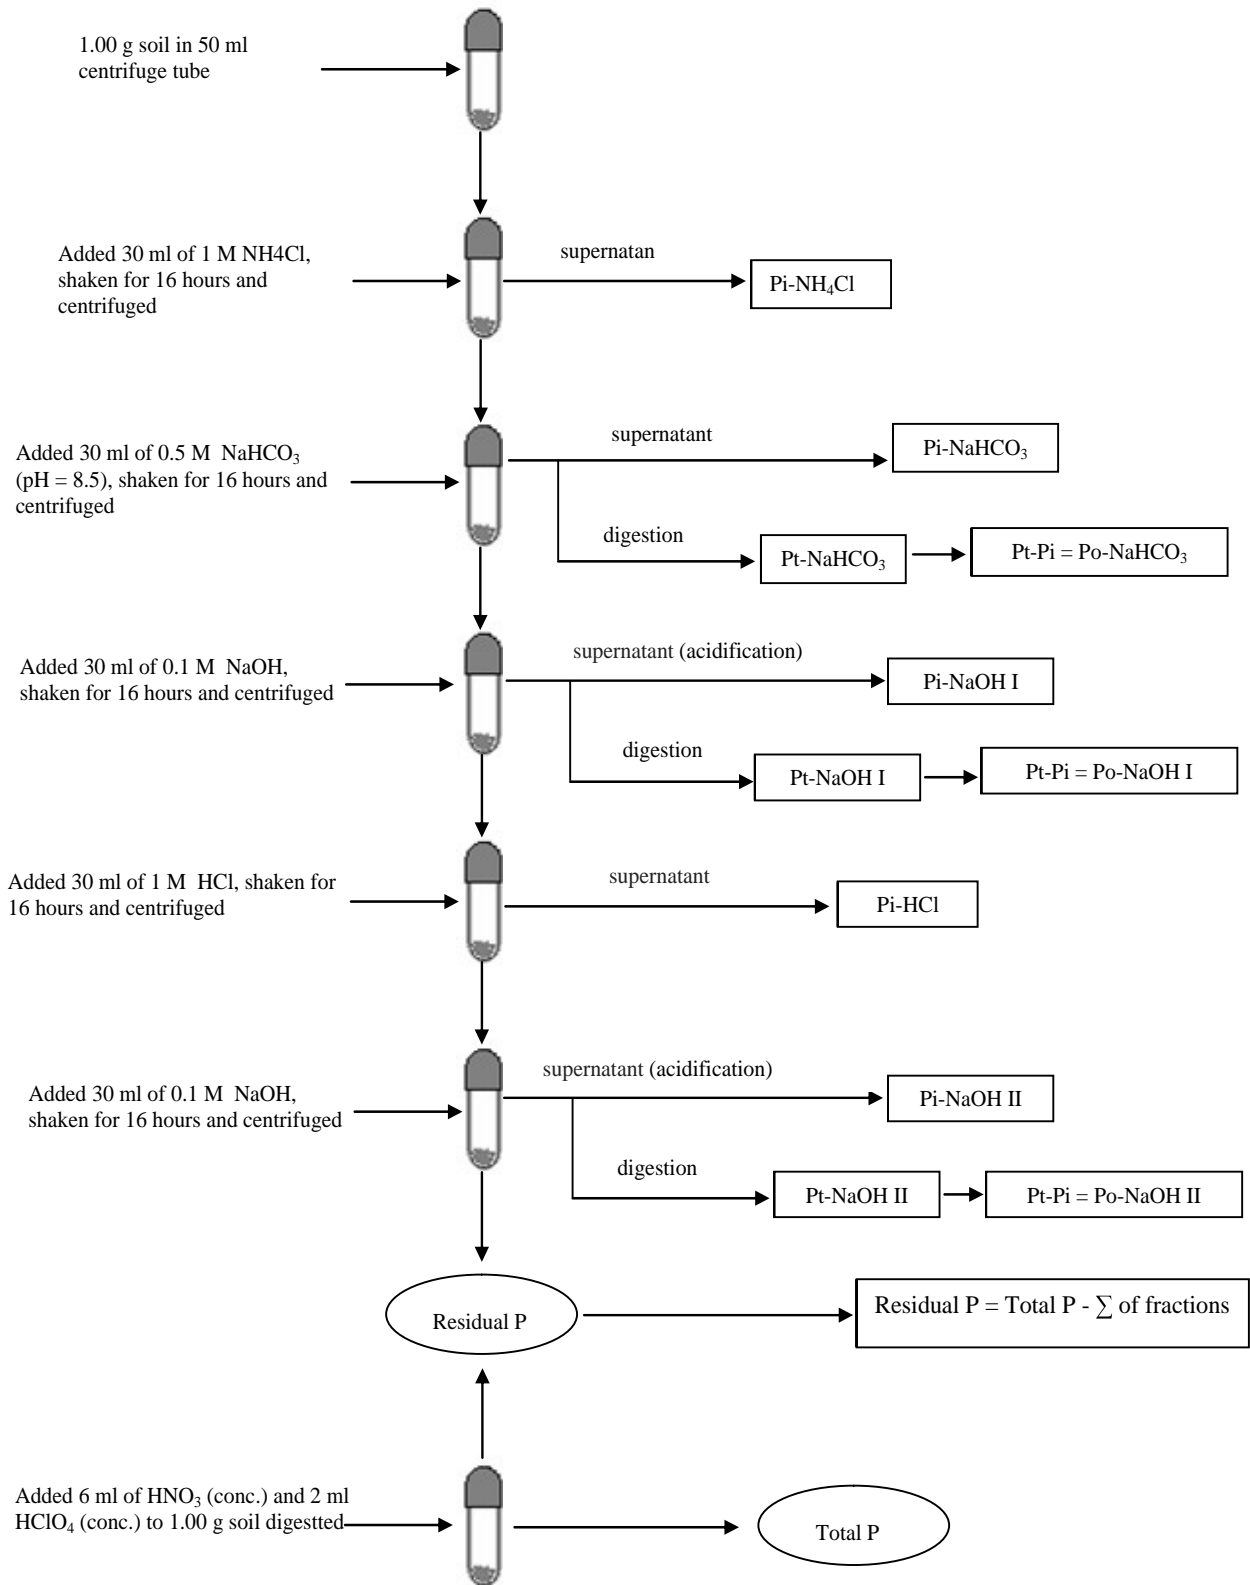 1.00 g soil in 50 ml
centrifuge tube
Added 30 ml of 1 M NH4Cl,
shaken for 16 hours and
centrifuged
supernatan
Pi-NH₄Cl
Added 30 ml of 0.5 M NaHCO₃
(pH = 8.5), shaken for 16 hours and
centrifuged
supernatant
Pi-NaHCO₃
digestion
Pt-NaHCO₃
Pt-Pi = Po-NaHCO₃
Added 30 ml of 0.1 M NaOH,
shaken for 16 hours and centrifuged
supernatant (acidification)
Pi-NaOH I
digestion
Pt-NaOH I
Pt-Pi = Po-NaOH I
Added 30 ml of 1 M HCl, shaken for
16 hours and centrifuged
supernatant
Pi-HCl
Added 30 ml of 0.1 M NaOH,
shaken for 16 hours and centrifuged
supernatant (acidification)
Pi-NaOH II
digestion
Pt-NaOH II
Pt-Pi = Po-NaOH II
Residual P
Residual P = Total P - ∑ of fractions
Added 6 ml of HNO₃ (conc.) and 2 ml
HClO₄ (conc.) to 1.00 g soil digestted
Total P